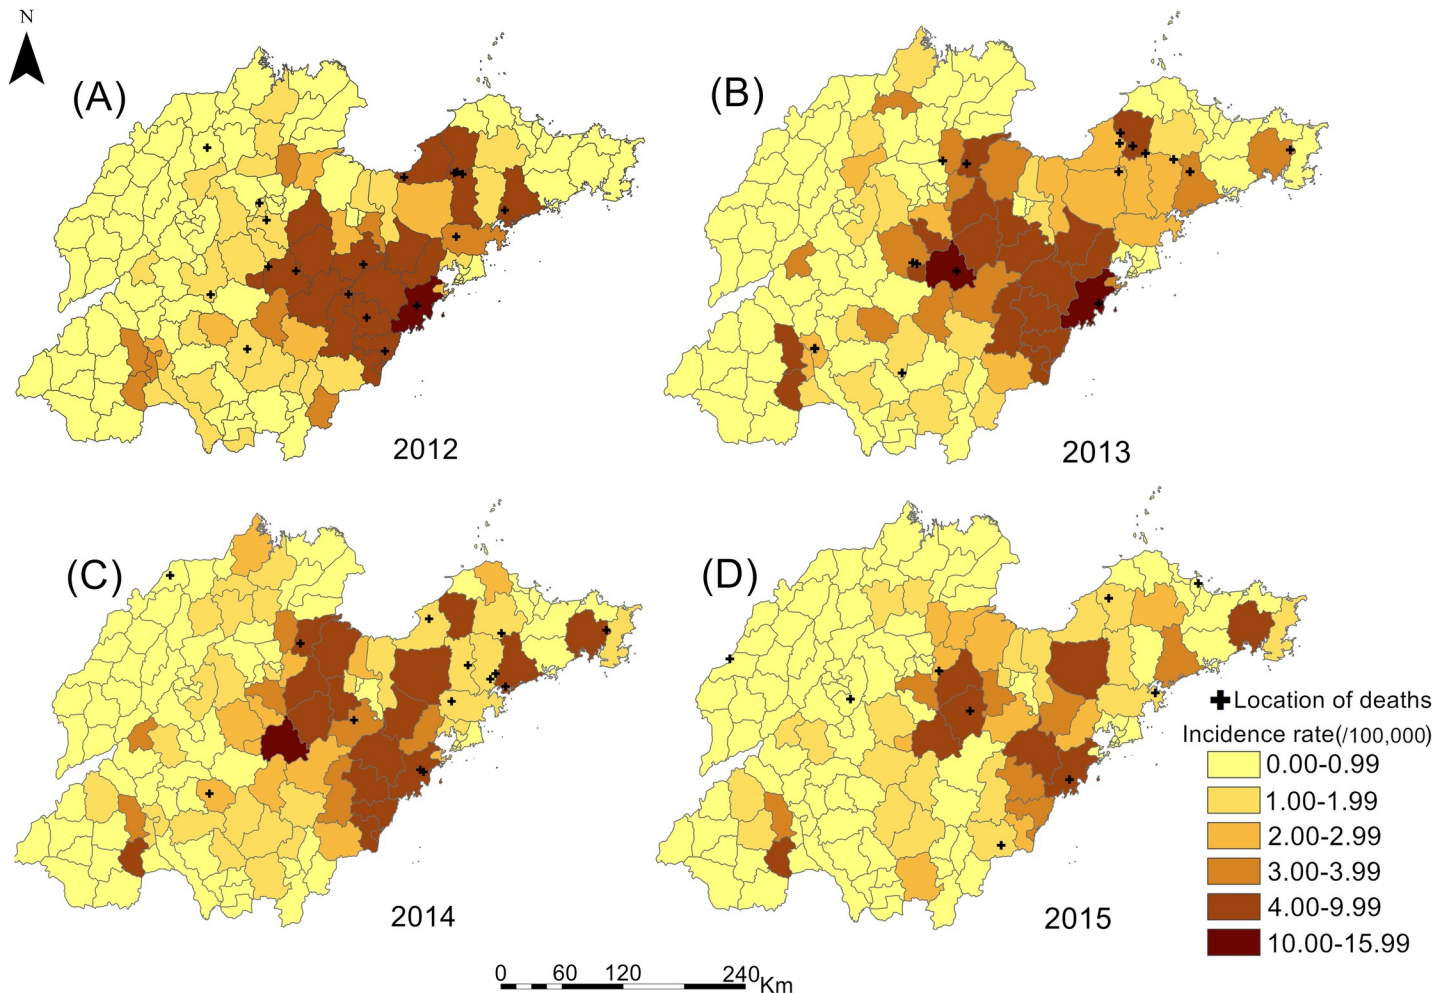 N
(A)
(B)
2012
2013
(C)
(D)
2014
2015
Location of deaths
Incidence rate(/100,000)
0.00-0.99
1.00-1.99
2.00-2.99
3.00-3.99
4.00-9.99
10.00-15.99
0 60 120 240 Km